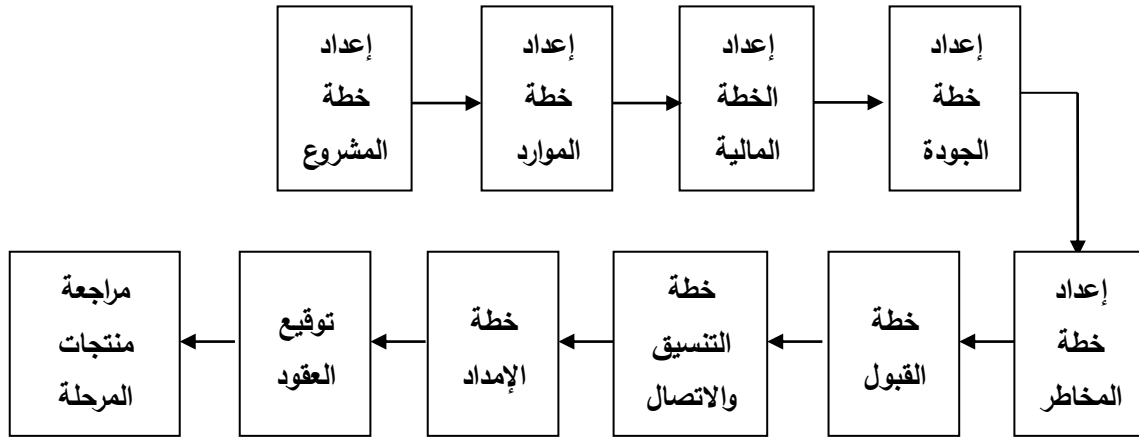 إعداد
خطة
المشروع
إعداد
خطة
الموارد
إعداد
الخطة
المالية
إعداد
خطة
الجودة
إعداد
خطة
المخاطر
خطة
القبول
خطة
التنسيق
والاتصال
خطة
الإمداد
توقيع
العقود
مراجعة
منتجات
المرحلة